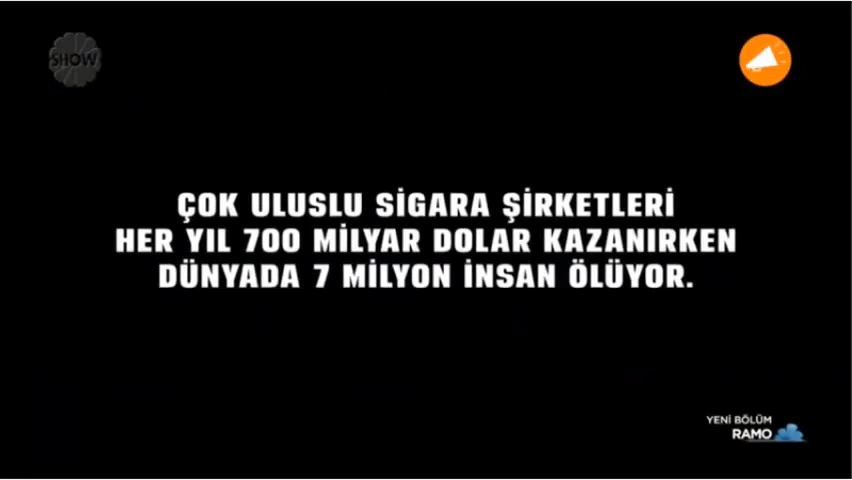 SHOW
ÇOK ULUSLU SİGARA ŞİRKETLERİ
HER YIL 700 MİLYAR DOLAR KAZANIRKEN
DÜNYADA 7 MİLYON İNSAN ÖLÜYOR.
YENİ BÖLÜM
RAMO